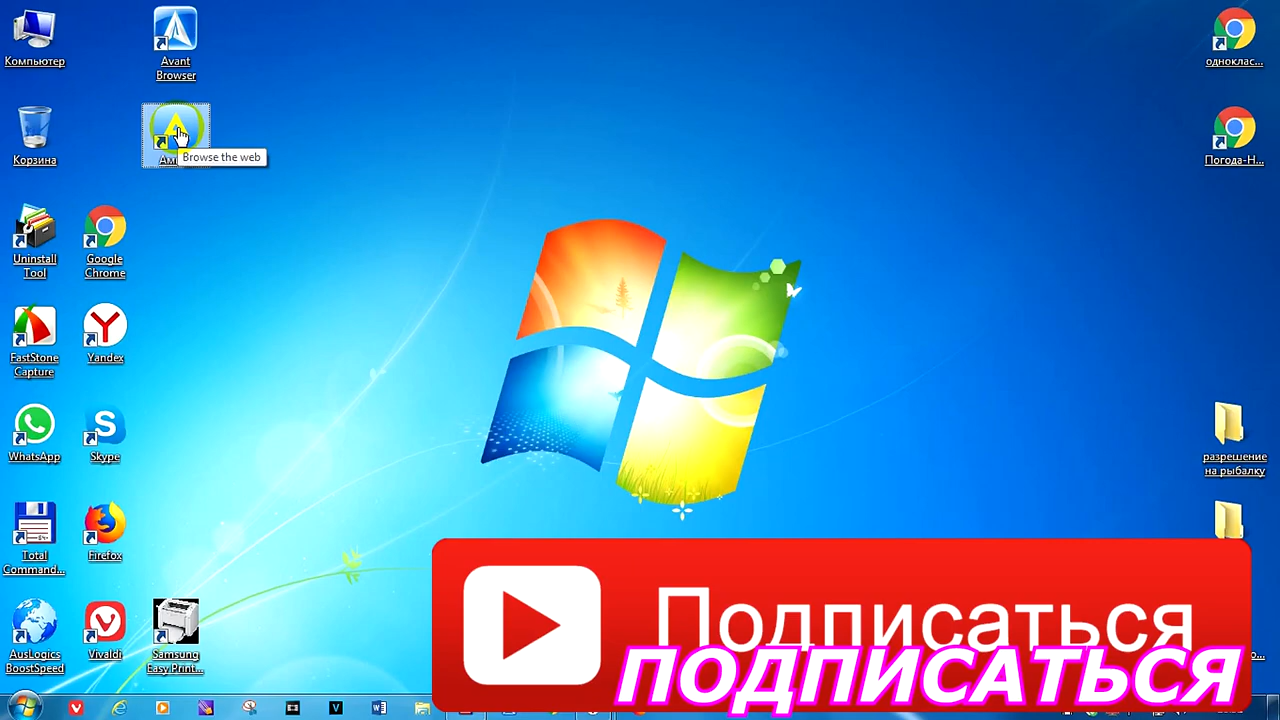 Компьютер
Avant
Browser
одноклас...
Корзина
Browse the web
Погода-Н...
Uninstall
Tool
Google
Chrome
FastStone
Capture
Yandex
WhatsApp
Skype
разрешение
на рыбалку
Total
Command...
Firefox
AusLogics
BoostSpeed
Vivaldi
Samsung
Easy Print...
Подписаться
ПОДПИСАТЬСЯ